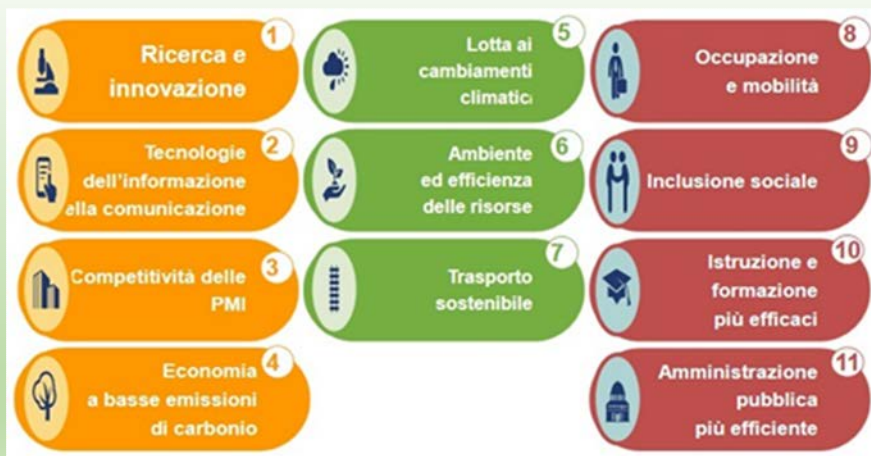 1
Ricerca e
innovazione
2
Tecnologie
dell'informazione
ella comunicazione
3
Competitività delle
PMI
4
Economia
a basse emissioni
di carbonio
5
Lotta ai
cambiamenti
climatici
6
Ambiente
ed efficienza
delle risorse
7
Trasporto
sostenibile
8
Occupazione
e mobilità
9
Inclusione sociale
10
Istruzione e
formazione
più efficaci
11
Amministrazione
pubblica
più efficiente